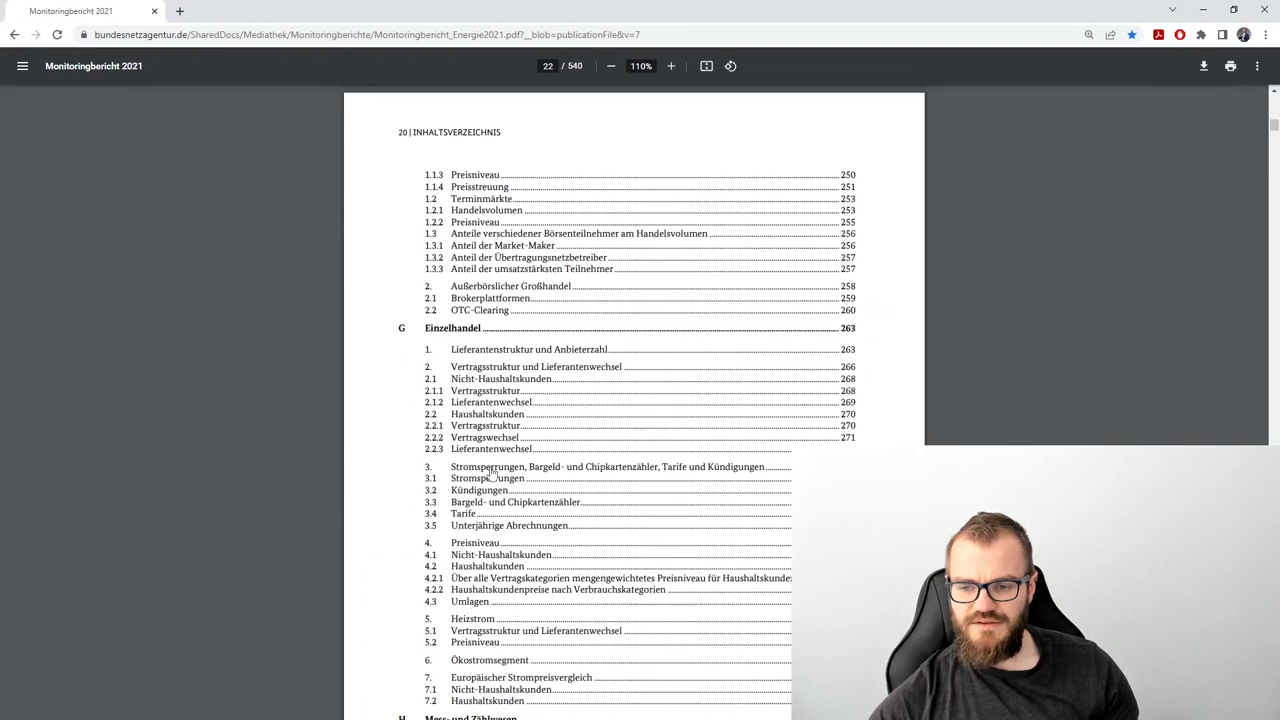 Monitoringbericht 2021
bundesnetzagentur.de/SharedDocs/Mediathek/Monitoringberichte/Monitoringbericht_Energie2021.pdf?__blob=publicationFile&v=7
Monitoringbericht 2021
22 / 540
110%
20 | INHALTSVERZEICHNIS
1.1.3 Preisniveau 250
1.1.4 Preisstreuung 251
1.2 Terminmärkte 253
1.2.1 Handelsvolumen 253
1.2.2 Preisniveau 255
1.3 Anteile verschiedener Börsenteilnehmer am Handelsvolumen 256
1.3.1 Anteil der Market-Maker 256
1.3.2 Anteil der Übertragungsnetzbetreiber 257
1.3.3 Anteil der umsatzstärksten Teilnehmer 257
2. Außerbörslicher Großhandel 258
2.1 Brokerplattformen 259
2.2 OTC-Clearing 260
G Einzelhandel 263
1. Lieferantenstruktur und Anbieterzahl 263
2. Vertragsstruktur und Lieferantenwechsel 266
2.1 Nicht-Haushaltskunden 268
2.1.1 Vertragsstruktur 268
2.1.2 Lieferantenwechsel 269
2.2 Haushaltskunden 270
2.2.1 Vertragsstruktur 270
2.2.2 Vertragswechsel 271
2.2.3 Lieferantenwechsel
3. Stromsperrungen, Bargeld- und Chipkartenzähler, Tarife und Kündigungen
3.1 Stromsperrungen
3.2 Kündigungen
3.3 Bargeld- und Chipkartenzähler
3.4 Tarife
3.5 Unterjährige Abrechnungen
4. Preisniveau
4.1 Nicht-Haushaltskunden
4.2 Haushaltskunden
4.2.1 Über alle Vertragskategorien mengengewichtetes Preisniveau für Haushaltskunden
4.2.2 Haushaltskundenpreise nach Verbrauchskategorien
4.3 Umlagen
5. Heizstrom
5.1 Vertragsstruktur und Lieferantenwechsel
5.2 Preisniveau
6. Ökostromsegment
7. Europäischer Strompreisvergleich
7.1 Nicht-Haushaltskunden
7.2 Haushaltskunden
H Mess- und Zählwesen